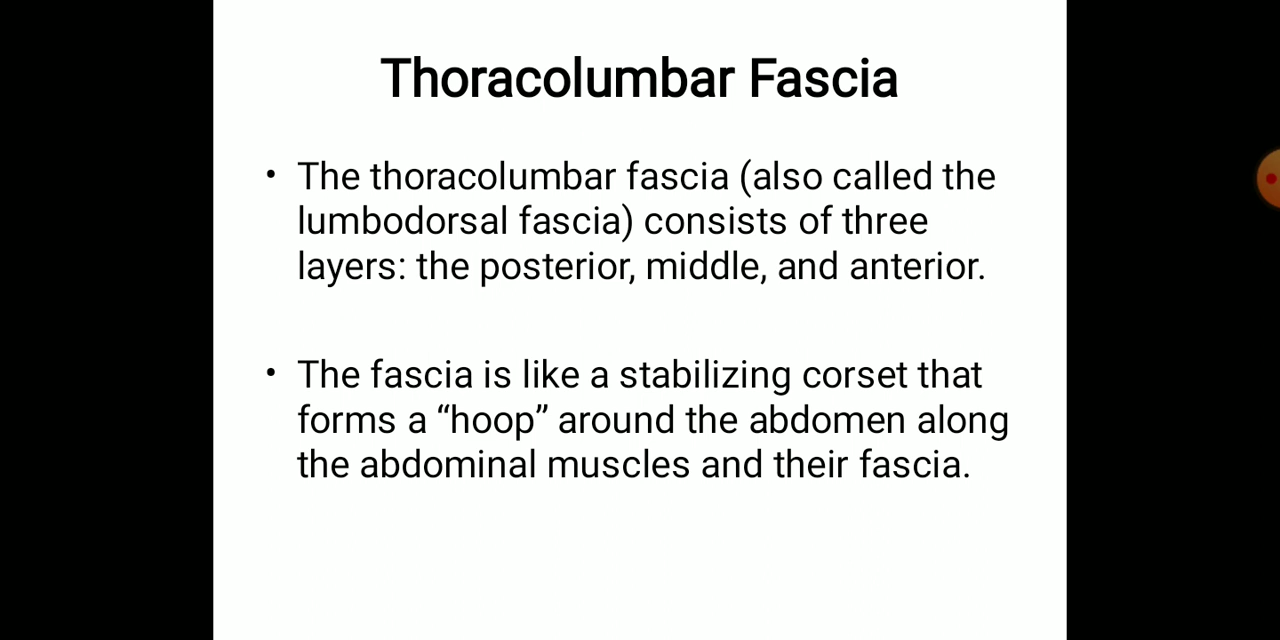 Thoracolumbar Fascia
• The thoracolumbar fascia (also called the
lumbodorsal fascia) consists of three
layers: the posterior, middle, and anterior.
• The fascia is like a stabilizing corset that
forms a “hoop” around the abdomen along
the abdominal muscles and their fascia.